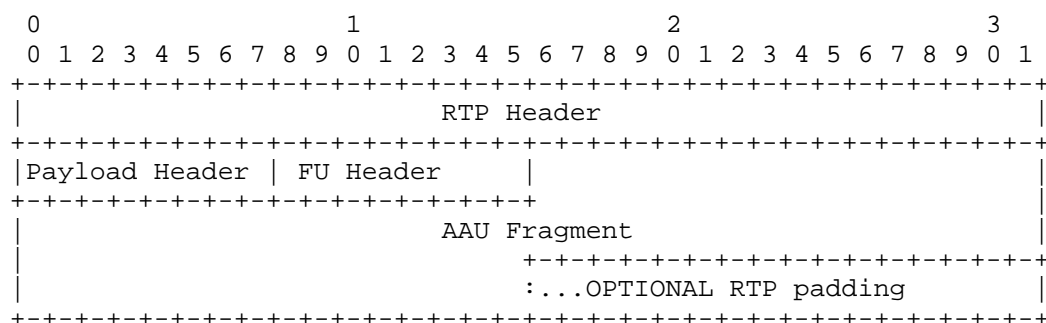 0                   1                   2                   3
 0 1 2 3 4 5 6 7 8 9 0 1 2 3 4 5 6 7 8 9 0 1 2 3 4 5 6 7 8 9 0 1
+-+-+-+-+-+-+-+-+-+-+-+-+-+-+-+-+-+-+-+-+-+-+-+-+-+-+-+-+-+-+-+-+
|                          RTP Header                           |
+-+-+-+-+-+-+-+-+-+-+-+-+-+-+-+-+-+-+-+-+-+-+-+-+-+-+-+-+-+-+-+-+
|Payload Header | FU Header     |                               |
+-+-+-+-+-+-+-+-+-+-+-+-+-+-+-+-+                               |
|                          AAU Fragment                         |
|                               +-+-+-+-+-+-+-+-+-+-+-+-+-+-+-+-+
|                               :...OPTIONAL RTP padding        |
+-+-+-+-+-+-+-+-+-+-+-+-+-+-+-+-+-+-+-+-+-+-+-+-+-+-+-+-+-+-+-+-+